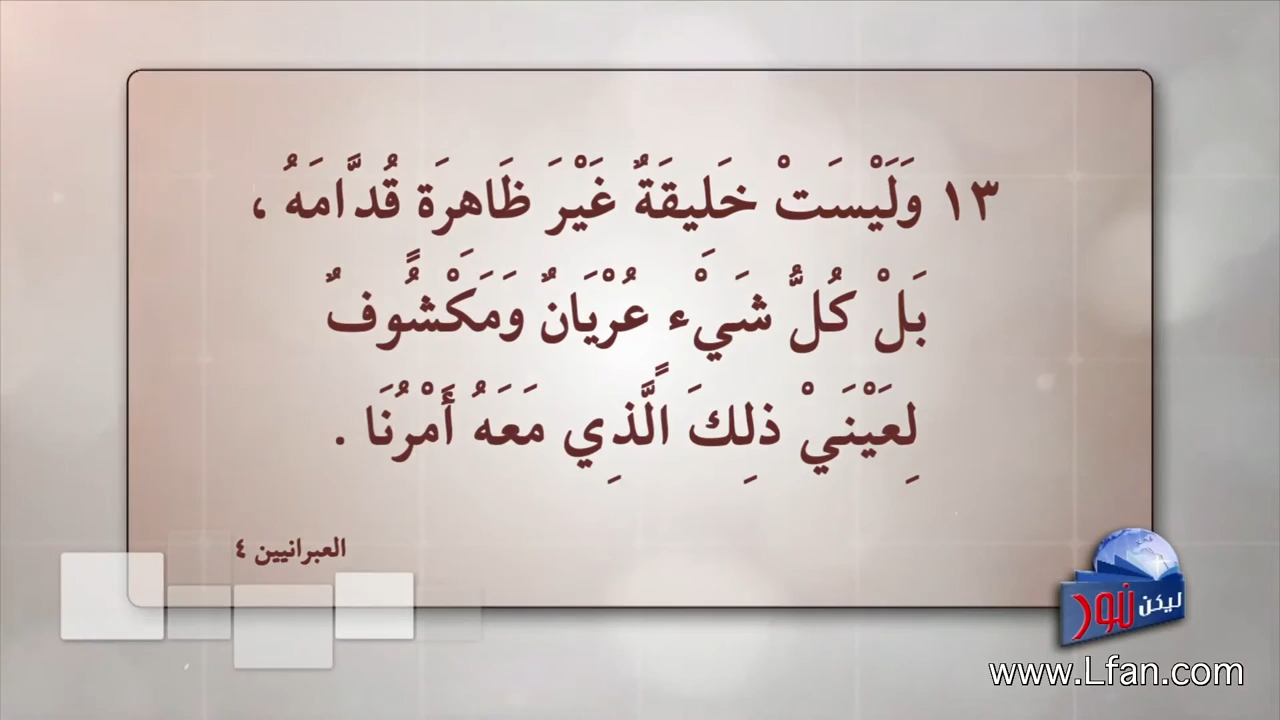 ١٣ وَلَيْسَتْ خَلِيقَةٌ غَيْرَ ظَاهِرَةٍ قُدَّامَهُ ،
بَلْ كُلُّ شَيْءٍ عُرْيَانٌ وَمَكْشُوفٌ
لِعَيْنَيْ ذلِكَ الَّذِي مَعَهُ أَمْرُنَا .
العبرانيين ٤
ليكن نور
www.Lfan.com